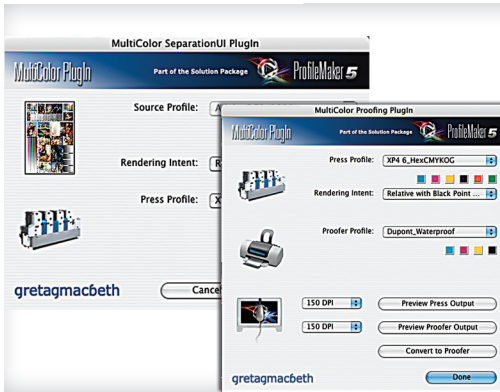 MultiColor SeparationUI PlugIn
MultiColor PlugIn
Part of the Solution Package
ProfileMaker 5
Source Profile:
Rendering Intent:
Press Profile:
gretagmacbeth
MultiColor Proofing PlugIn
MultiColor PlugIn
Part of the Solution Package
ProfileMaker 5
Press Profile: XP4 6_HexCMYKOG
Rendering Intent: Relative with Black Point ...
Proofer Profile: Dupont_Waterproof
150 DPI Preview Press Output
150 DPI Preview Proofer Output
Convert to Proofer
gretagmacbeth Done